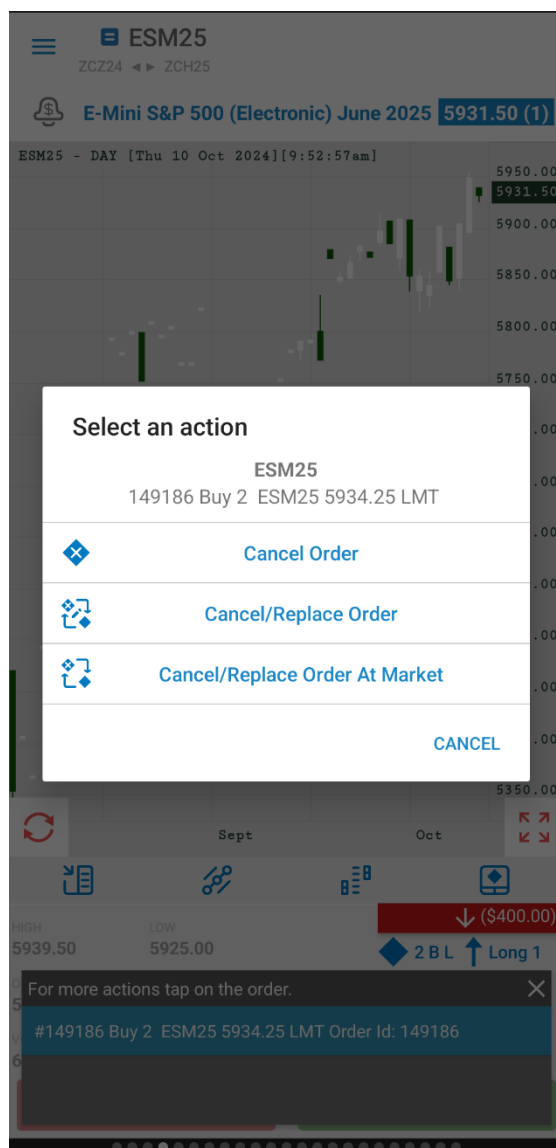 ESM25
ZCZ24 ◄ ► ZCH25
E-Mini S&P 500 (Electronic) June 2025 5931.50 (1)
ESM25 - DAY [Thu 10 Oct 2024][9:52:57am]
5950.00
5931.50
5900.00
5850.00
5800.00
5750.00
Select an action
ESM25
149186 Buy 2 ESM25 5934.25 LMT
Cancel Order
Cancel/Replace Order
Cancel/Replace Order At Market
CANCEL
5350.00
Sept Oct
($400.00)
HIGH LOW
5939.50 5925.00
2 B L Long 1
For more actions tap on the order.
#149186 Buy 2 ESM25 5934.25 LMT Order Id: 149186